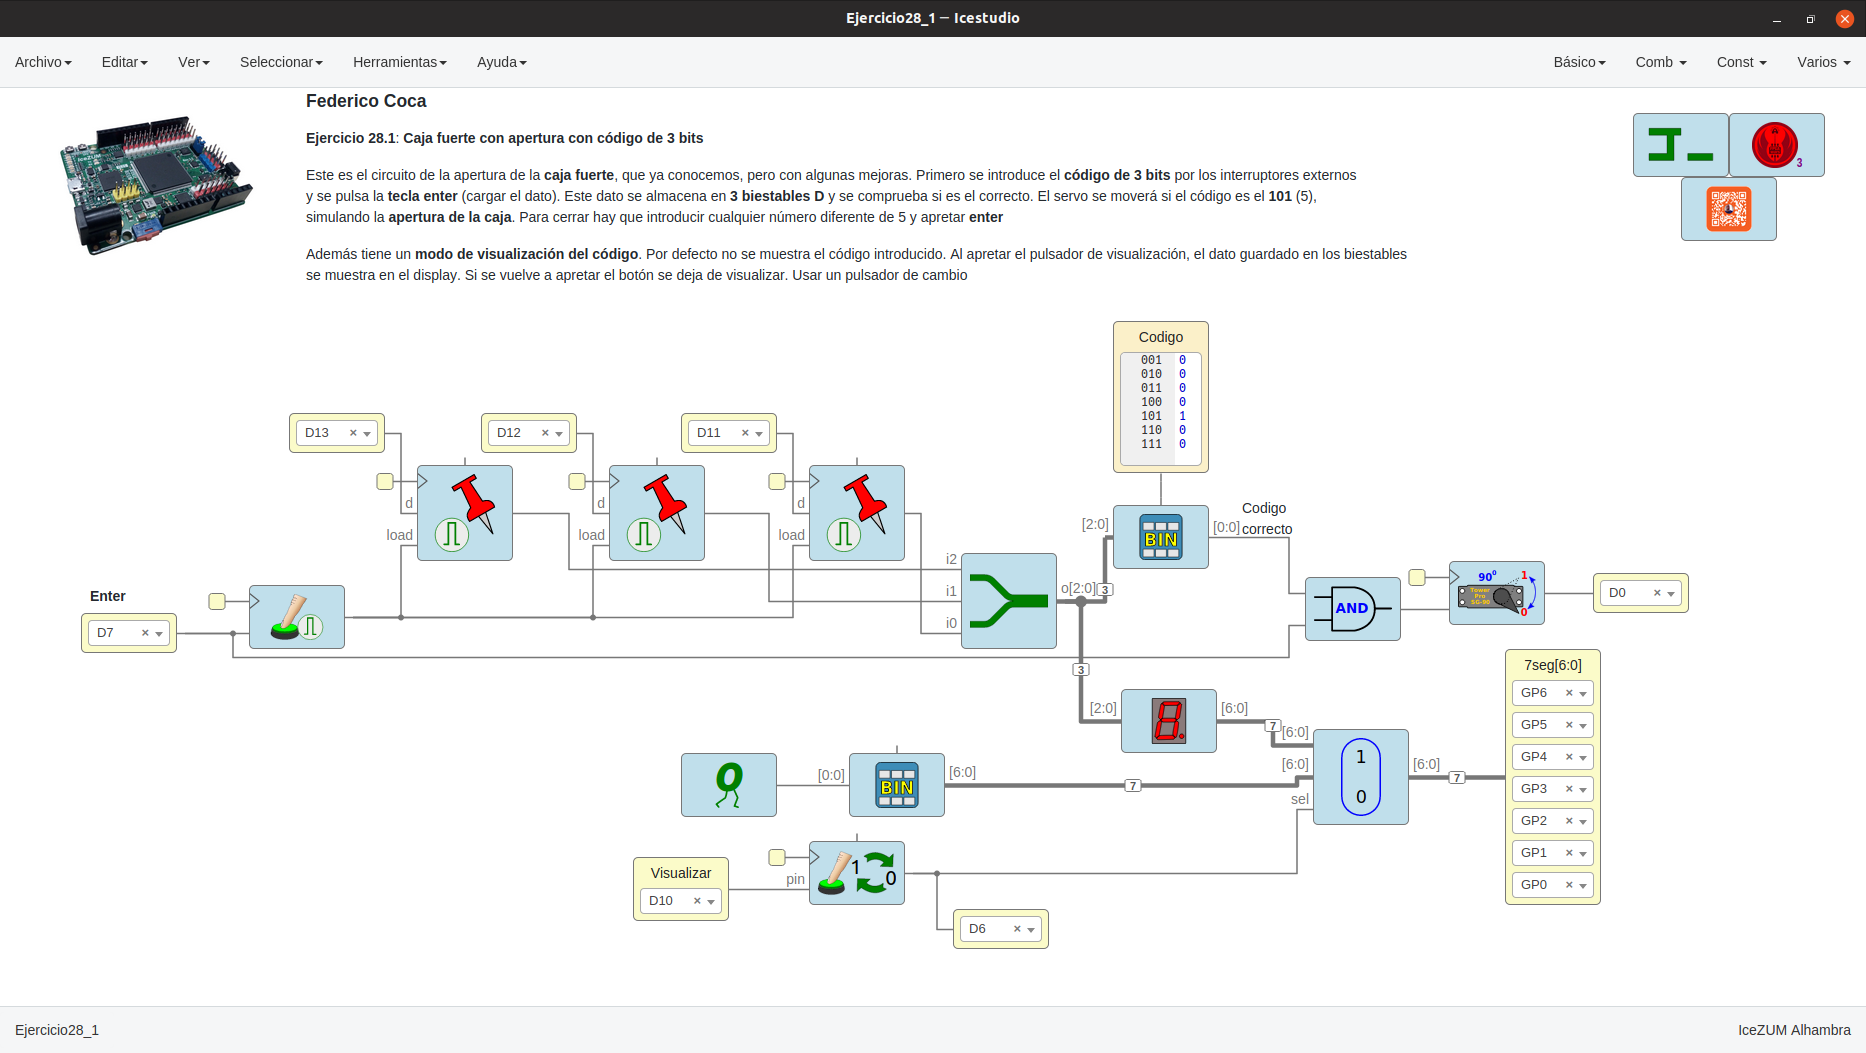 Ejercicio28_1 — Icestudio
Archivo Editar Ver Seleccionar Herramientas Ayuda Básico Comb Const Varios
Federico Coca
Ejercicio 28.1: Caja fuerte con apertura con código de 3 bits
Este es el circuito de la apertura de la caja fuerte, que ya conocemos, pero con algunas mejoras. Primero se introduce el código de 3 bits por los interruptores externos
y se pulsa la tecla enter (cargar el dato). Este dato se almacena en 3 biestables D y se comprueba si es el correcto. El servo se moverá si el código es el 101 (5),
simulando la apertura de la caja. Para cerrar hay que introducir cualquier número diferente de 5 y apretar enter
Además tiene un modo de visualización del código. Por defecto no se muestra el código introducido. Al apretar el pulsador de visualización, el dato guardado en los biestables
se muestra en el display. Si se vuelve a apretar el botón se deja de visualizar. Usar un pulsador de cambio
3
Codigo
001 0
010 0
011 0
100 0
101 1
110 0
111 0
D13 ×
D12 ×
D11 ×
d
load
d
load
d
load
[2:0]
BIN
[0:0]
Codigo
correcto
i2
i1
i0
o[2:0]
3
3
Enter
D7 ×
AND
90º
1
0
Tower
Pro
SG-90
D0 ×
[2:0]
[6:0]
7
7seg[6:0]
GP6 ×
GP5 ×
GP4 ×
GP3 ×
GP2 ×
GP1 ×
GP0 ×
[0:0]
BIN
[6:0]
7
[6:0]
[6:0]
sel
1
0
[6:0]
7
Visualizar
D10 ×
pin
1
0
D6 ×
Ejercicio28_1
IceZUM Alhambra